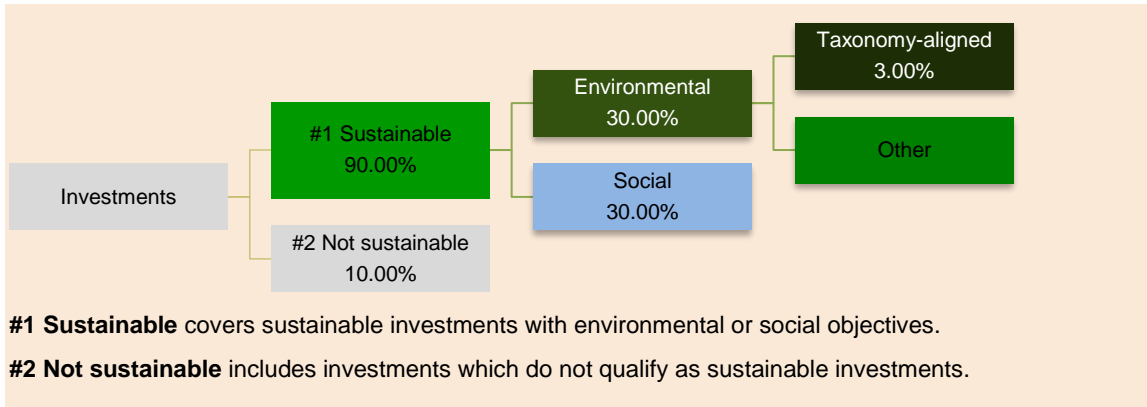 Investments
#1 Sustainable
90.00%
#2 Not sustainable
10.00%
Environmental
30.00%
Social
30.00%
Taxonomy-aligned
3.00%
Other
#1 Sustainable covers sustainable investments with environmental or social objectives.
#2 Not sustainable includes investments which do not qualify as sustainable investments.